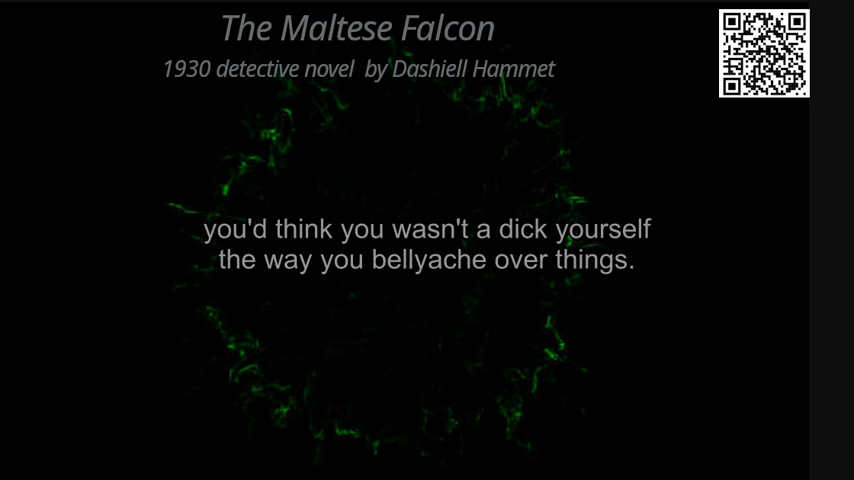 The Maltese Falcon
1930 detective novel by Dashiell Hammet
you'd think you wasn't a dick yourself
the way you bellyache over things.